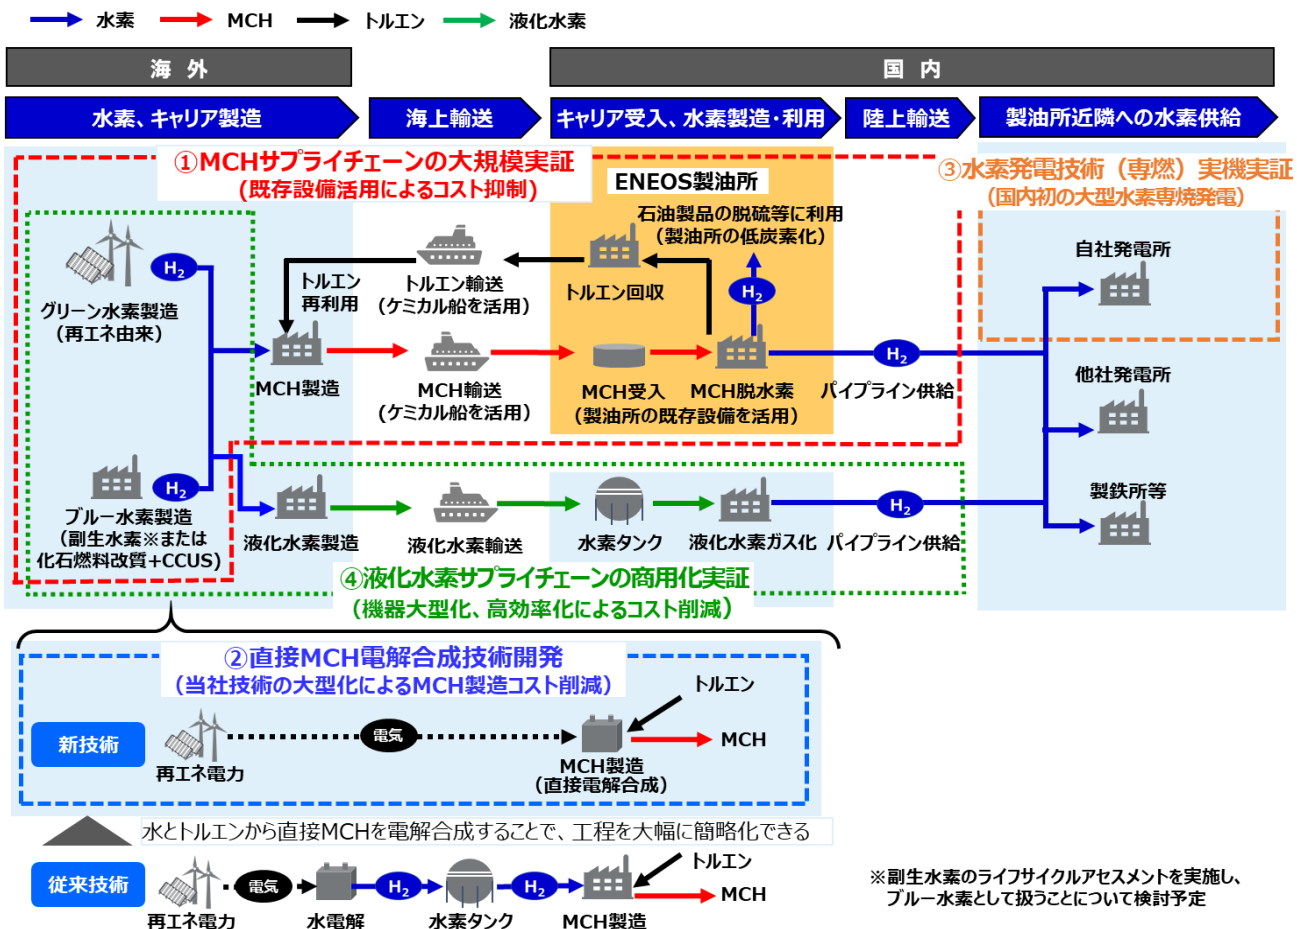 水素
MCH
トルエン
液化水素
海 外
国 内
水素、キャリア製造
海上輸送
キャリア受入、水素製造・利用
陸上輸送
製油所近隣への水素供給
①MCHサプライチェーンの大規模実証
(既存設備活用によるコスト抑制)
ENEOS製油所
③水素発電技術（専燃）実機実証
(国内初の大型水素専焼発電)
石油製品の脱硫等に利用
(製油所の低炭素化)
自社発電所
H2
グリーン水素製造
(再エネ由来)
トルエン
再利用
トルエン輸送
(ケミカル船を活用)
トルエン回収
H2
MCH製造
MCH輸送
(ケミカル船を活用)
MCH受入
MCH脱水素
(製油所の既存設備を活用)
H2
パイプライン供給
他社発電所
H2
ブルー水素製造
(副生水素※または
化石燃料改質+CCUS)
液化水素製造
液化水素輸送
水素タンク
液化水素ガス化
H2
パイプライン供給
製鉄所等
④液化水素サプライチェーンの商用化実証
(機器大型化、高効率化によるコスト削減)
②直接MCH電解合成技術開発
(当社技術の大型化によるMCH製造コスト削減)
新技術
再エネ電力
電気
トルエン
MCH
MCH製造
(直接電解合成)
水とトルエンから直接MCHを電解合成することで、工程を大幅に簡略化できる
従来技術
再エネ電力
電気
水電解
H2
水素タンク
H2
MCH製造
トルエン
MCH
※副生水素のライフサイクルアセスメントを実施し、
ブルー水素として扱うことについて検討予定